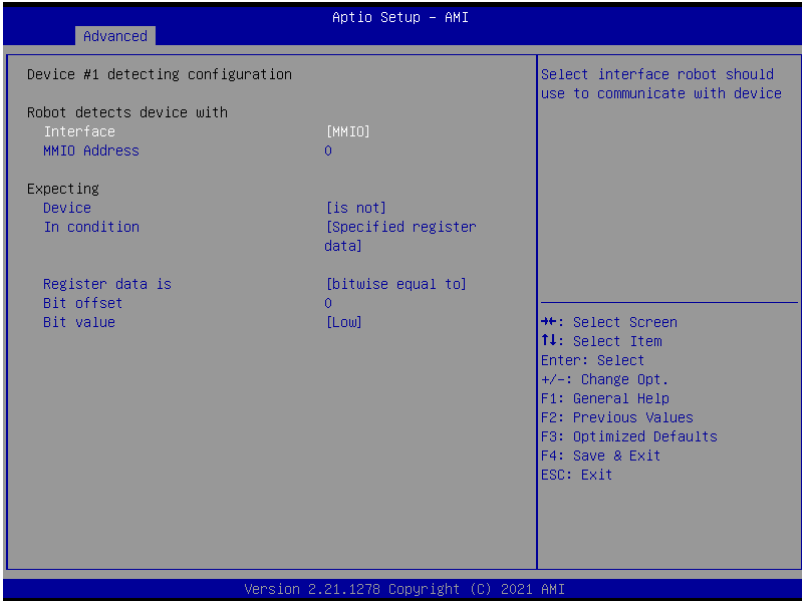 Aptio Setup – AMI
Advanced
Device #1 detecting configuration
Robot detects device with
Interface [MMIO]
MMIO Address 0
Expecting
Device [is not]
In condition [Specified register
data]
Register data is [bitwise equal to]
Bit offset 0
Bit value [Low]
Select interface robot should
use to communicate with device
→←: Select Screen
↑↓: Select Item
Enter: Select
+/-: Change Opt.
F1: General Help
F2: Previous Values
F3: Optimized Defaults
F4: Save & Exit
ESC: Exit
Version 2.21.1278 Copyright (C) 2021 AMI